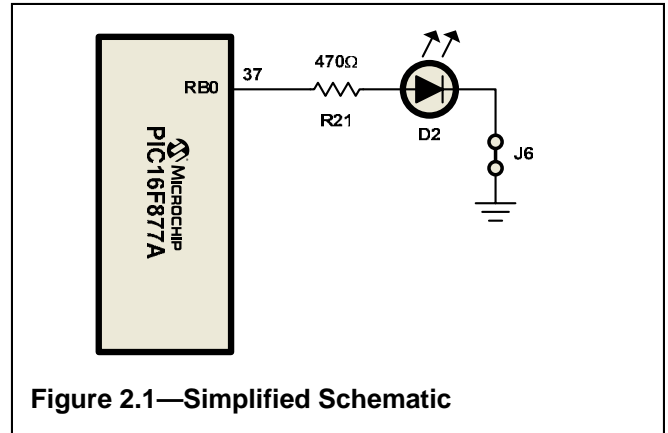 470Ω
RB0
37
R21
D2
J6
MICROCHIP
PIC16F877A
Figure 2.1—Simplified Schematic